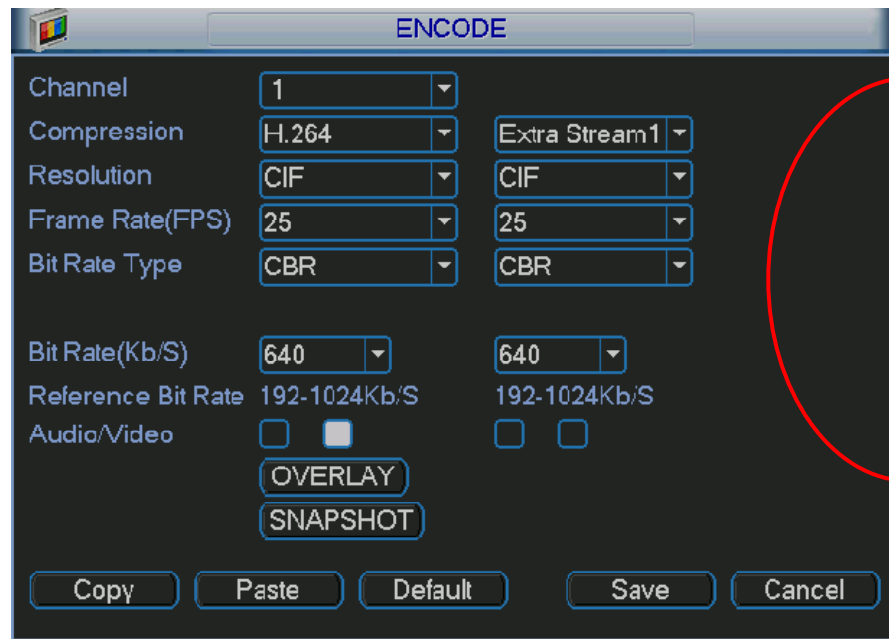 ENCODE
Channel 1
Compression H.264 Extra Stream1
Resolution CIF CIF
Frame Rate(FPS) 25 25
Bit Rate Type CBR CBR
Bit Rate(Kb/S) 640 640
Reference Bit Rate 192-1024Kb/S 192-1024Kb/S
Audio/Video
OVERLAY
SNAPSHOT
Copy Paste Default Save Cancel